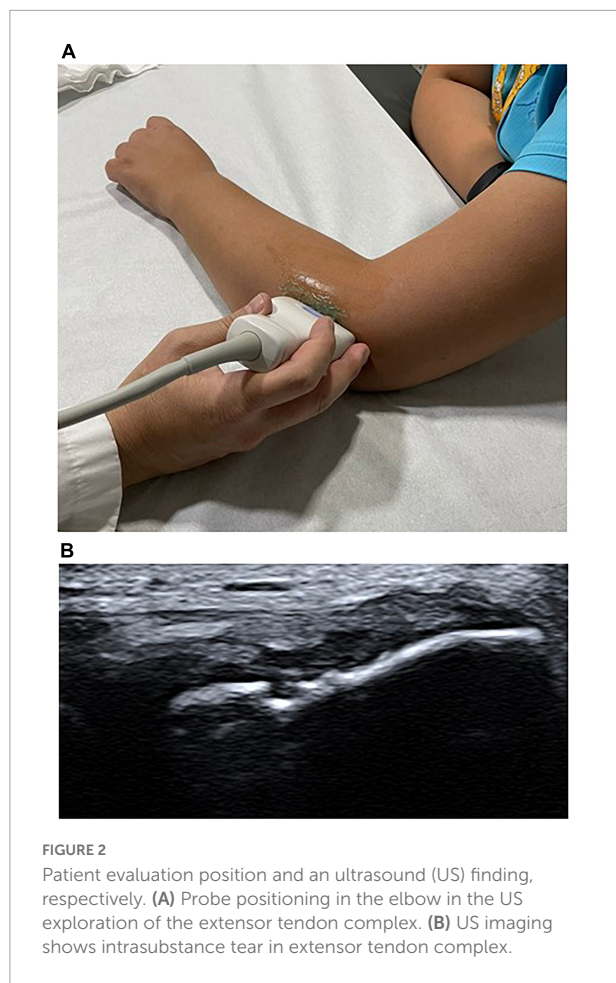 A
B
FIGURE 2
Patient evaluation position and an ultrasound (US) finding,
respectively. (A) Probe positioning in the elbow in the US
exploration of the extensor tendon complex. (B) US imaging
shows intrasubstance tear in extensor tendon complex.